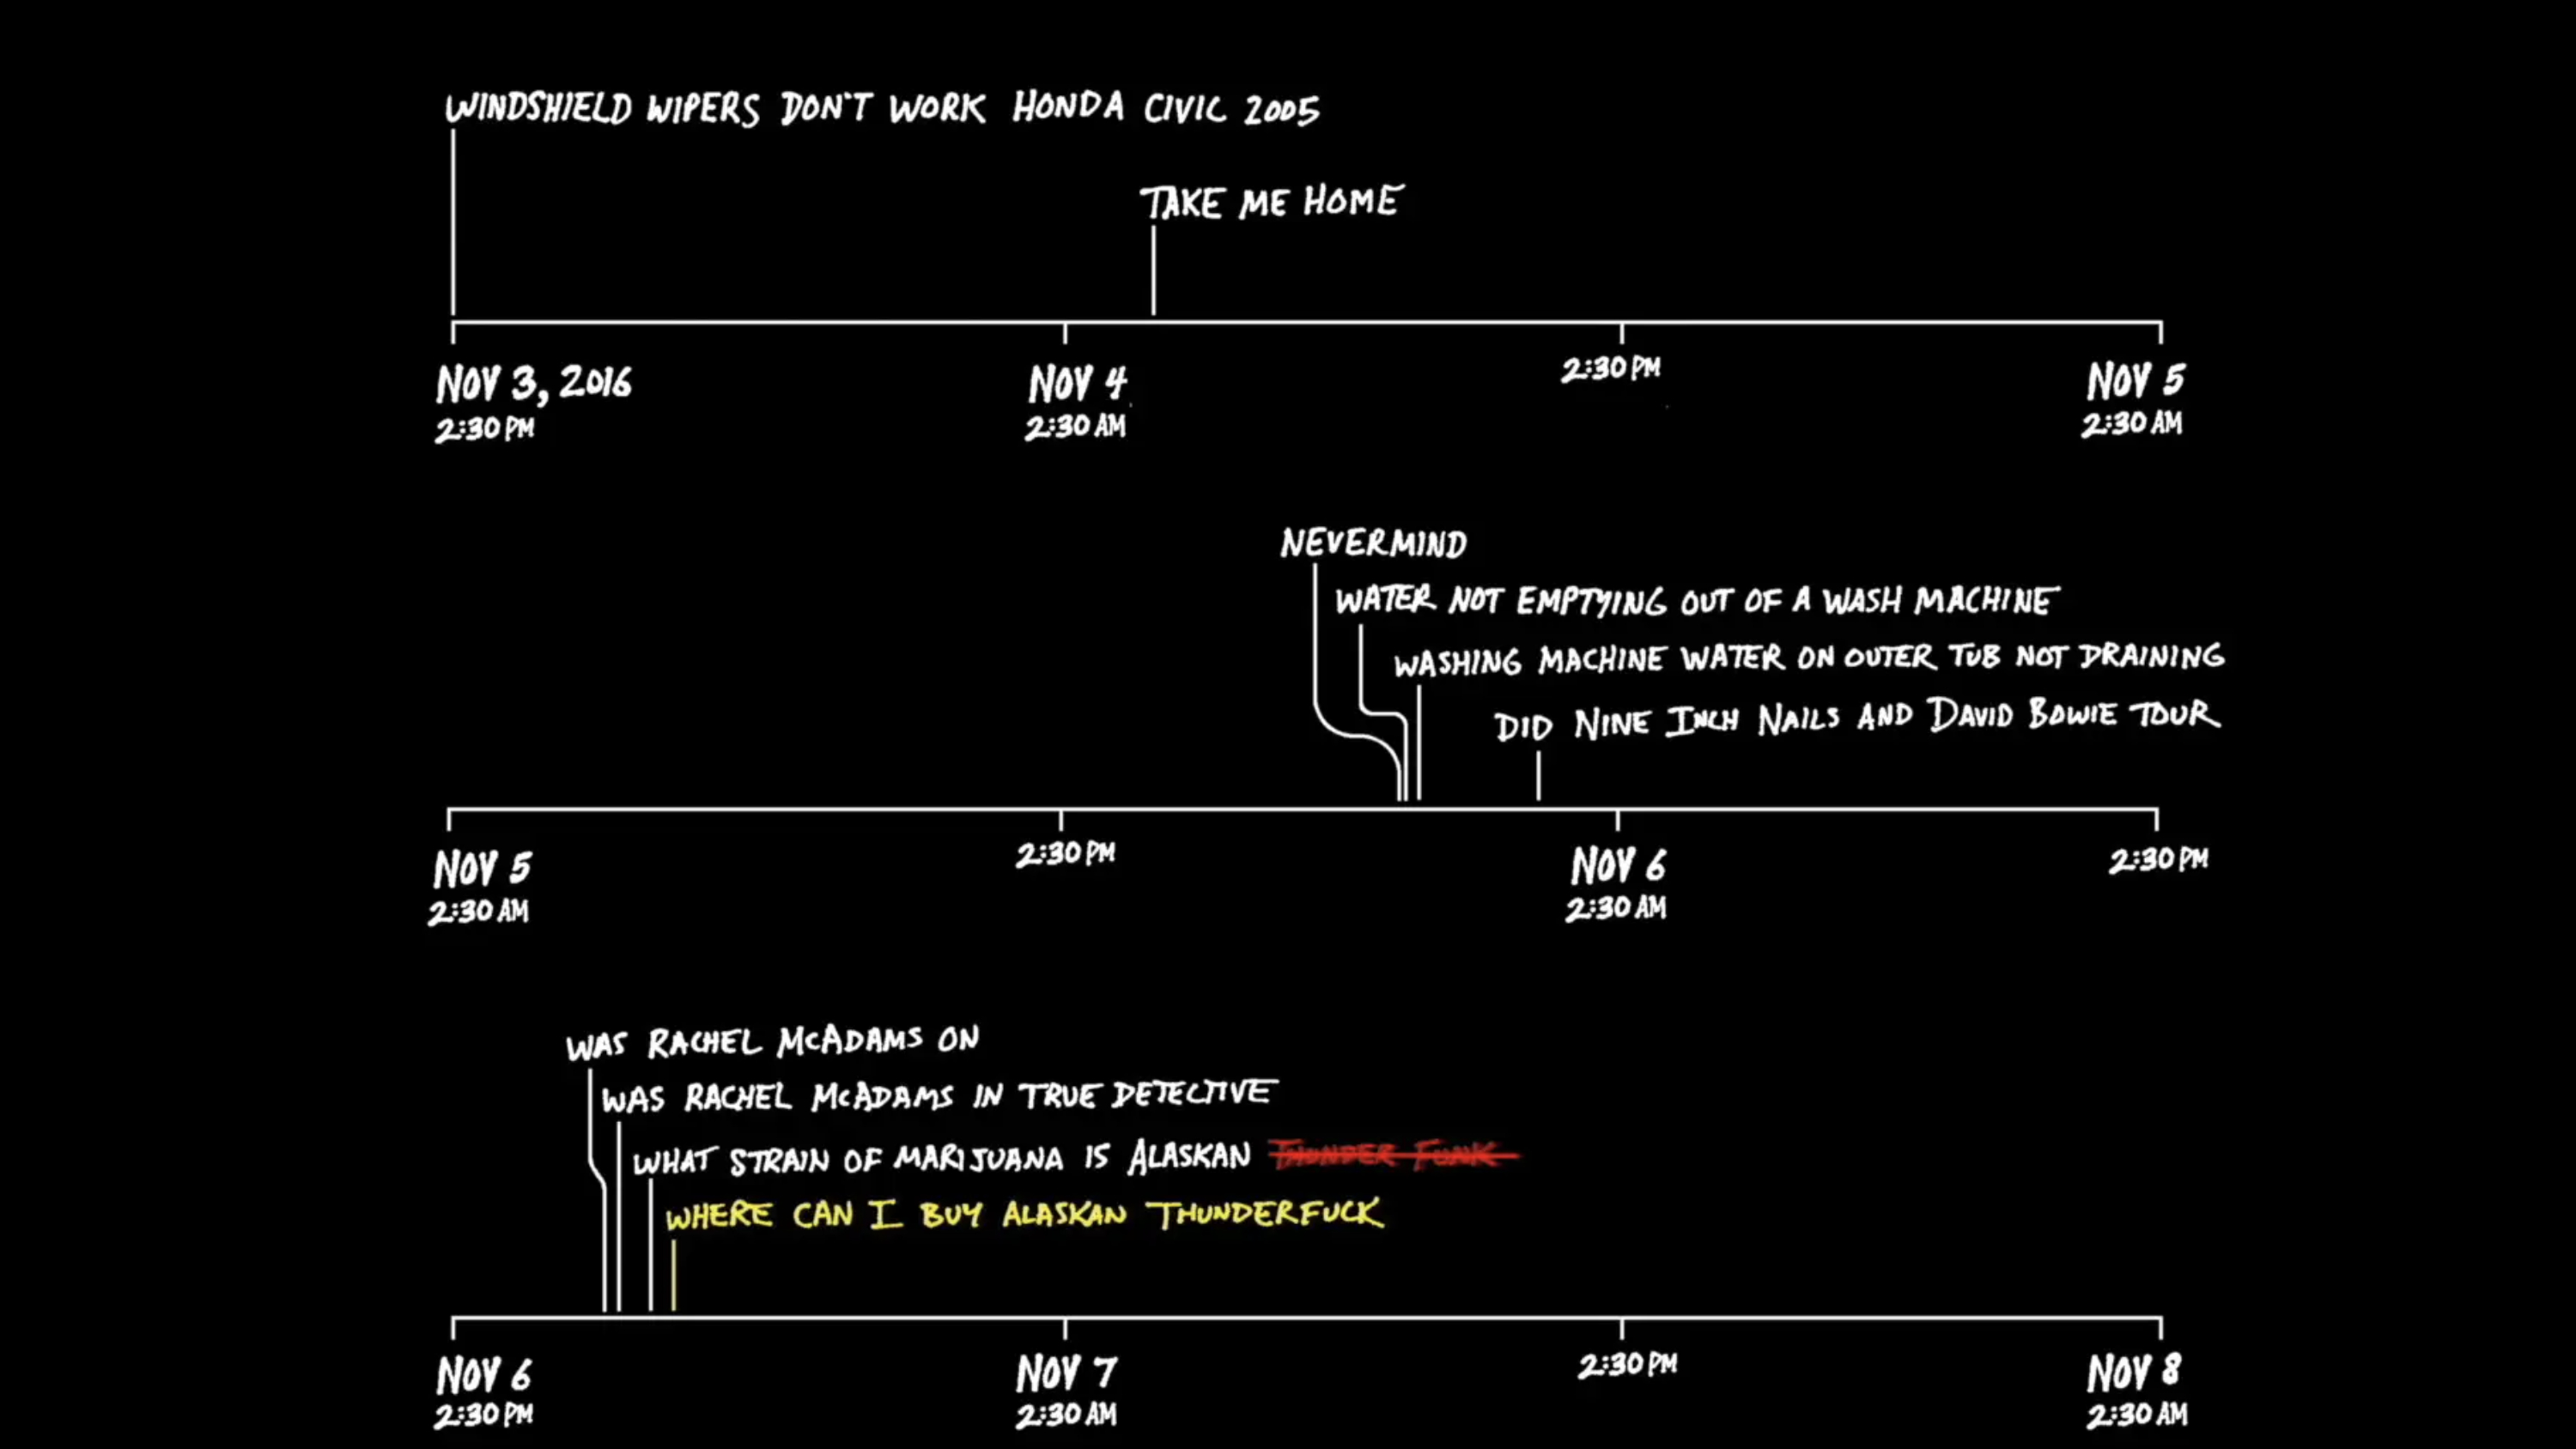 WINDSHIELD WIPERS DON'T WORK HONDA CIVIC 2005
TAKE ME HOME
NOV 3, 2016
2:30 PM
NOV 4
2:30 AM
2:30 PM
NOV 5
2:30 AM
NEVERMIND
WATER NOT EMPTYING OUT OF A WASH MACHINE
WASHING MACHINE WATER ON OUTER TUB NOT DRAINING
DID NINE INCH NAILS AND DAVID BOWIE TOUR
NOV 5
2:30 AM
2:30 PM
NOV 6
2:30 AM
2:30 PM
WAS RACHEL MCADAMS ON
WAS RACHEL MCADAMS IN TRUE DETECTIVE
WHAT STRAIN OF MARIJUANA IS ALASKAN THUNDER FUNK
WHERE CAN I BUY ALASKAN THUNDERFUCK
NOV 6
2:30 PM
NOV 7
2:30 AM
2:30 PM
NOV 8
2:30 AM